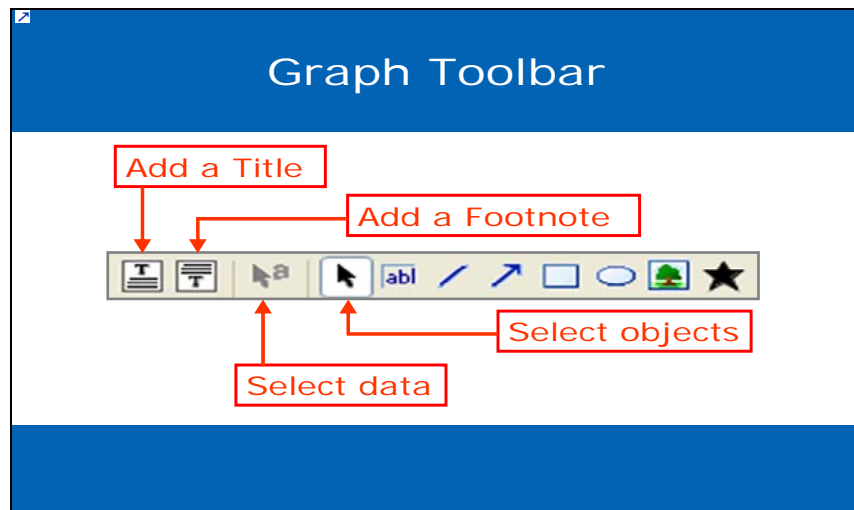 Graph Toolbar
Add a Title
Add a Footnote
T
T
a
abl
Select objects
Select data